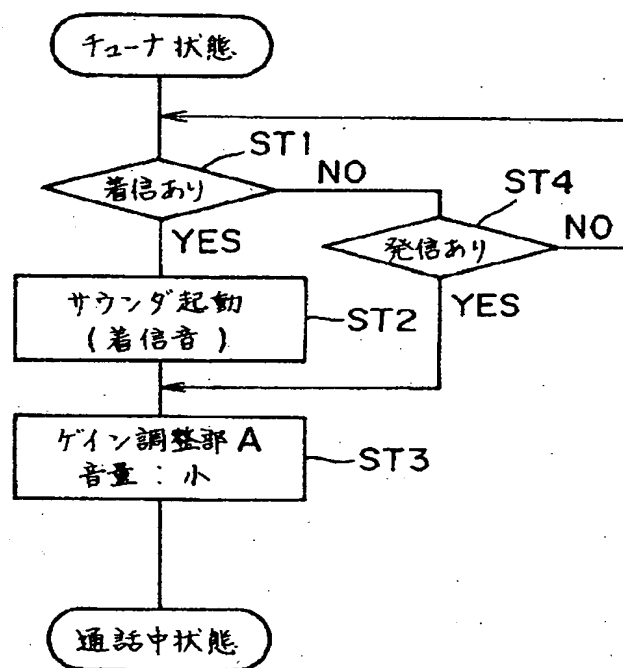 チューナ状態
ST1
着信あり
NO
ST4
発信あり
NO
YES
YES
サウンダ起動
(着信音)
ST2
ゲイン調整部A
音量:小
ST3
通話中状態